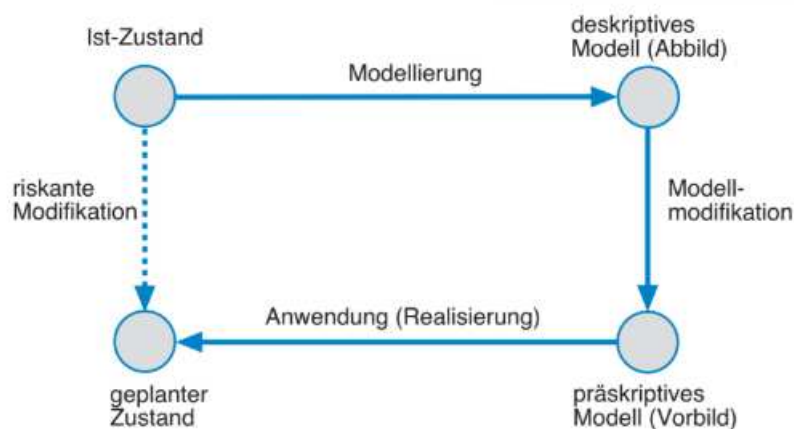 Ist-Zustand
deskriptives
Modell (Abbild)
Modellierung
riskante
Modifikation
Modell-
modifikation
Anwendung (Realisierung)
geplanter
Zustand
präskriptives
Modell (Vorbild)